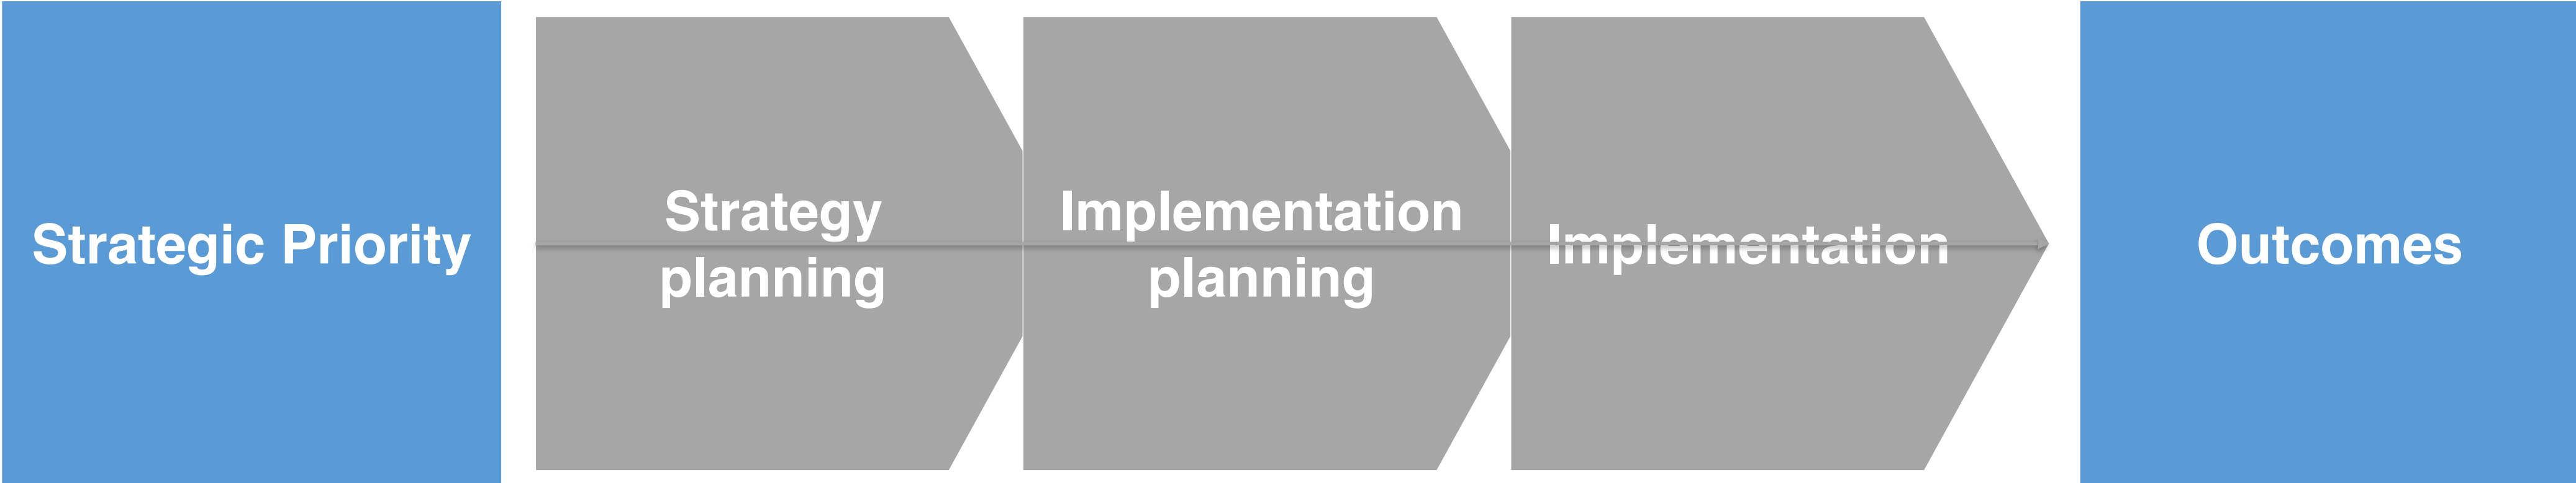 Strategic Priority
Strategy
planning
Implementation
planning
Implementation
Outcomes